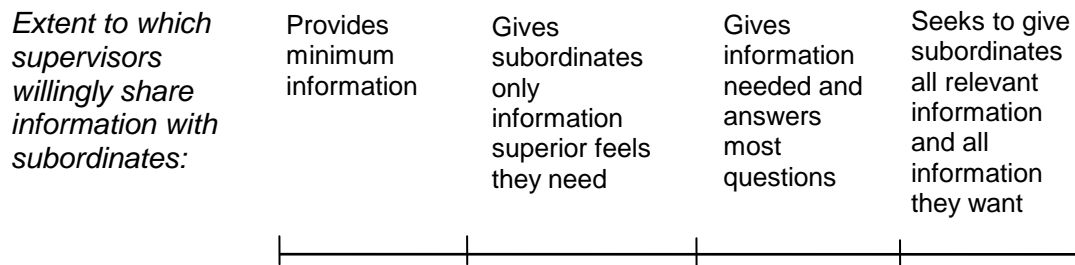 Extent to which
supervisors
willingly share
information with
subordinates:
Provides
minimum
information
Gives
subordinates
only
information
superior feels
they need
Gives
information
needed and
answers
most
questions
Seeks to give
subordinates
all relevant
information
and all
information
they want